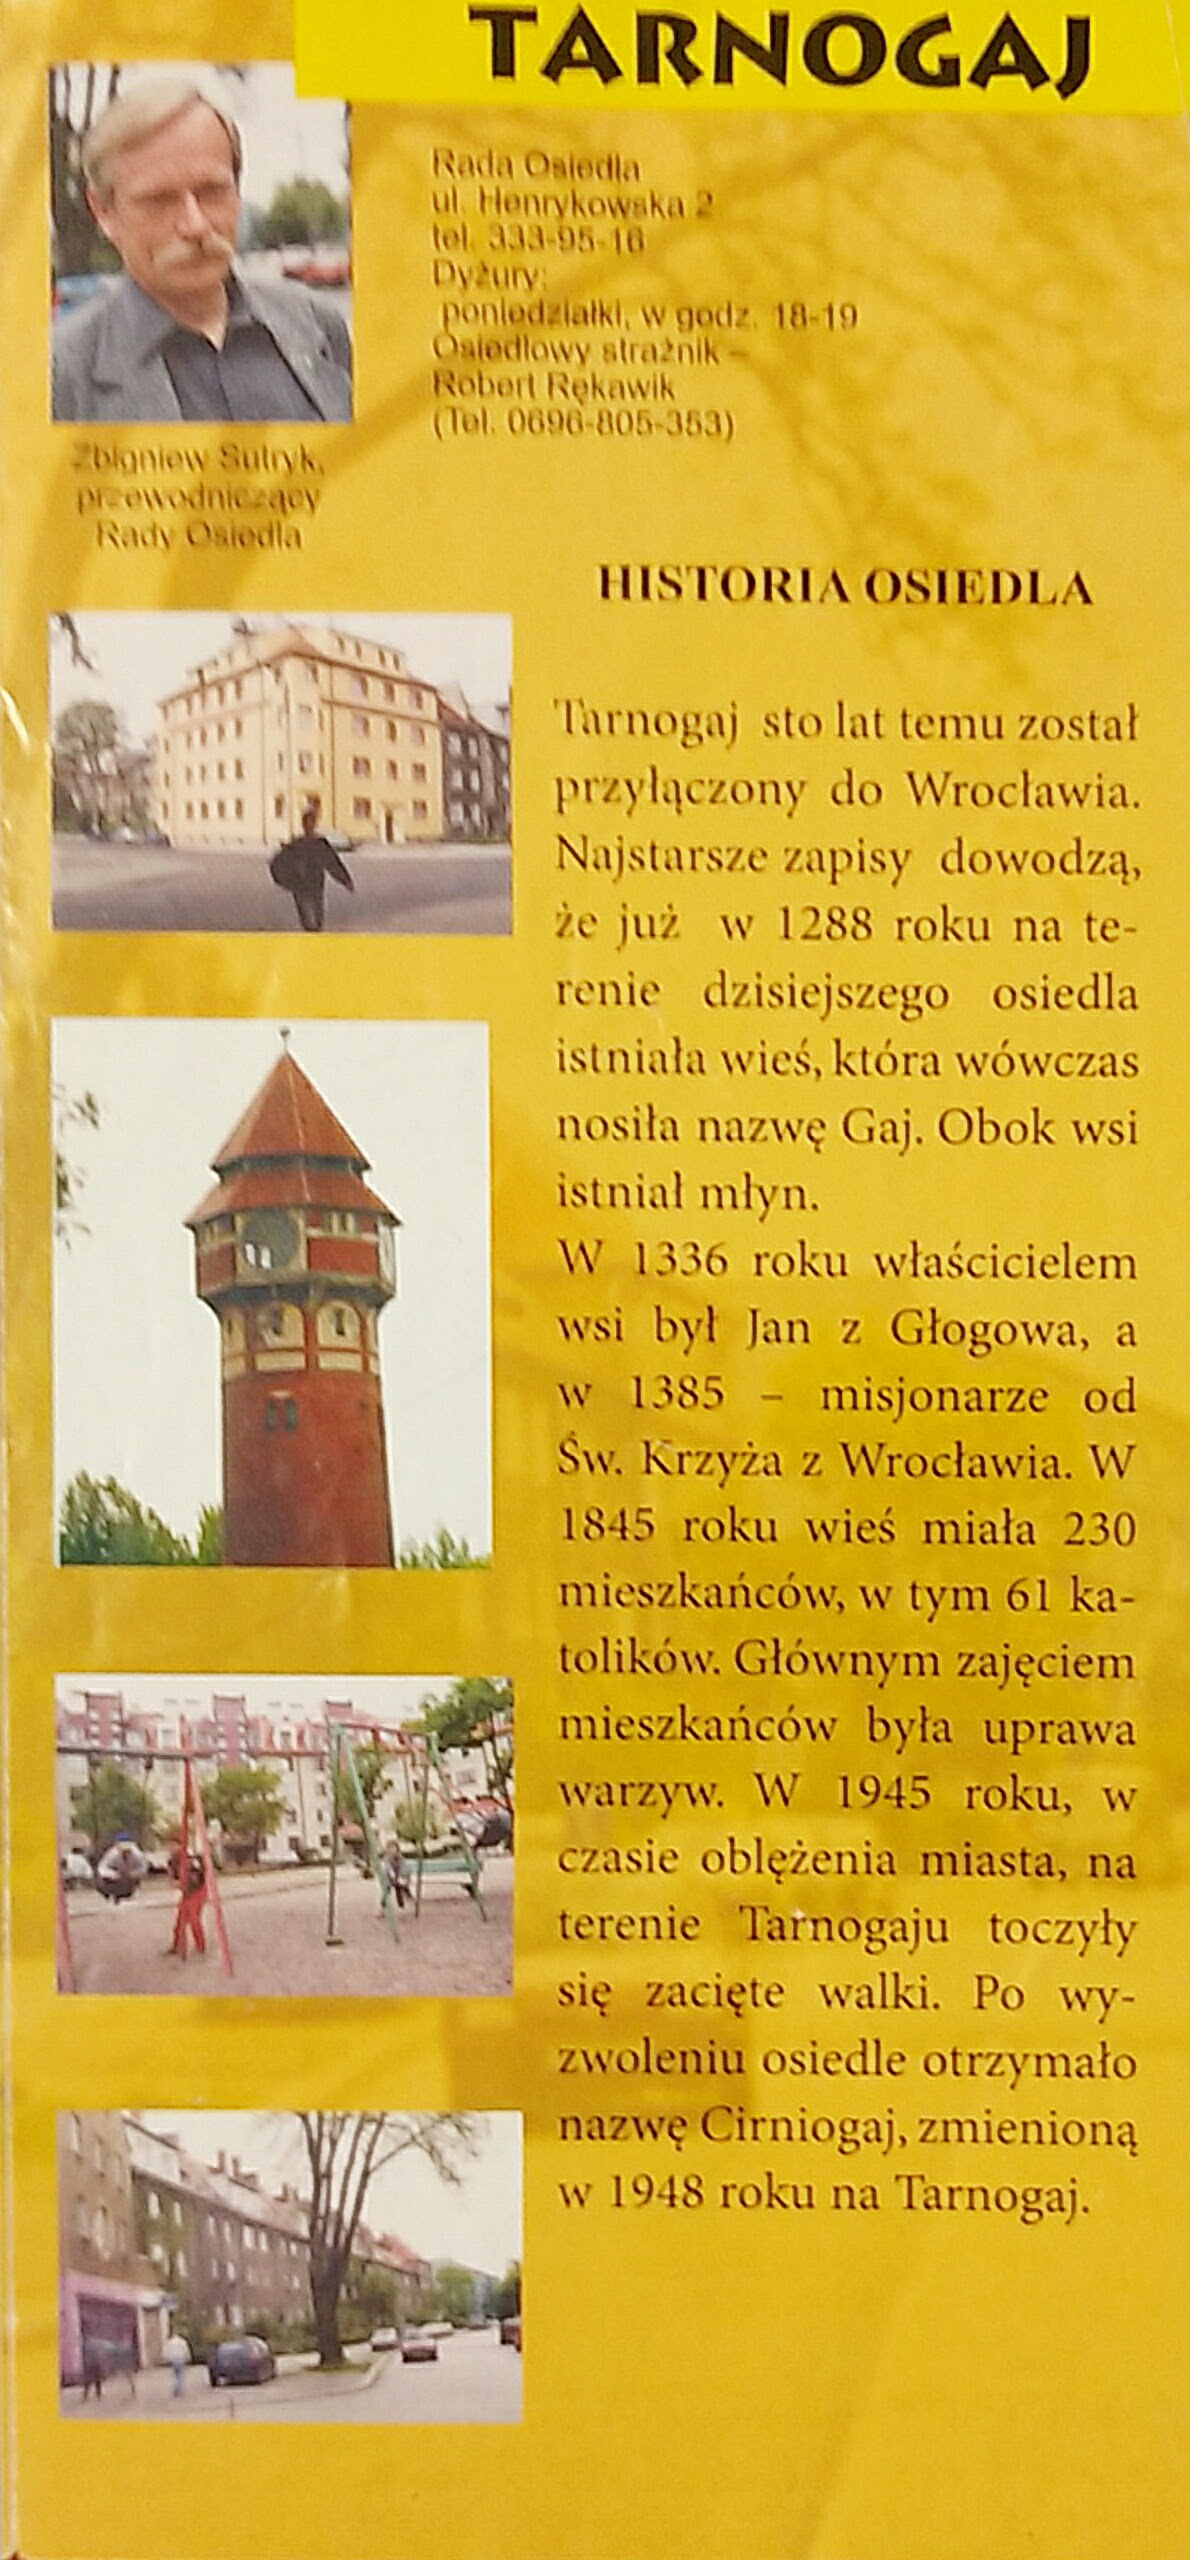 TARNOGAJ
Rada Osiedla
ul. Henrykowska 2
tel. 333-95-16
Dyżury:
poniedziałki, w godz. 18-19
Osiedlowy strażnik –
Robert Rękawik
(Tel. 0696-805-353)
Zbigniew Sutryk,
przewodniczący
Rady Osiedla
HISTORIA OSIEDLA
Tarnogaj sto lat temu został
przyłączony do Wrocławia.
Najstarsze zapisy dowodzą,
że już w 1288 roku na te-
renie dzisiejszego osiedla
istniała wieś, która wówczas
nosiła nazwę Gaj. Obok wsi
istniał młyn.
W 1336 roku właścicielem
wsi był Jan z Głogowa, a
w 1385 – misjonarze od
Św. Krzyża z Wrocławia. W
1845 roku wieś miała 230
mieszkańców, w tym 61 ka-
tolików. Głównym zajęciem
mieszkańców była uprawa
warzyw. W 1945 roku, w
czasie oblężenia miasta, na
terenie Tarnogaju toczyły
się zacięte walki. Po wy-
zwoleniu osiedle otrzymało
nazwę Cirniogaj, zmienioną
w 1948 roku na Tarnogaj.